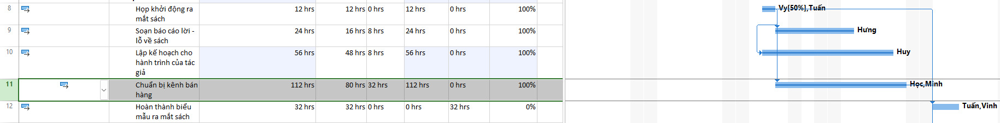 8 Họp khởi động ra mắt sách 12 hrs 12 hrs 0 hrs 12 hrs 0 hrs 100% Vy[50%],Tuấn
9 Soạn báo cáo lời - lỗ về sách 24 hrs 16 hrs 8 hrs 24 hrs 0 hrs 100% Hưng
10 Lập kế hoạch cho hành trình của tác giả 56 hrs 48 hrs 8 hrs 56 hrs 0 hrs 100% Huy
11 Chuẩn bị kênh bán hàng 112 hrs 80 hrs 32 hrs 112 hrs 0 hrs 100% Học,Minh
12 Hoàn thành biểu mẫu ra mắt sách 32 hrs 32 hrs 0 hrs 0 hrs 32 hrs 0% Tuấn,Vinh